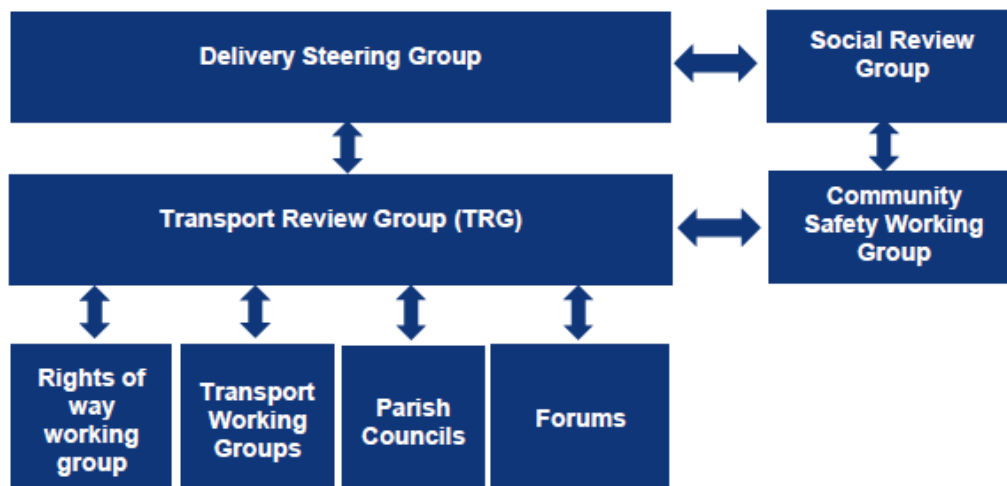 Delivery Steering Group
Social Review
Group
Transport Review Group (TRG)
Community
Safety Working
Group
Rights of
way
working
group
Transport
Working
Groups
Parish
Councils
Forums